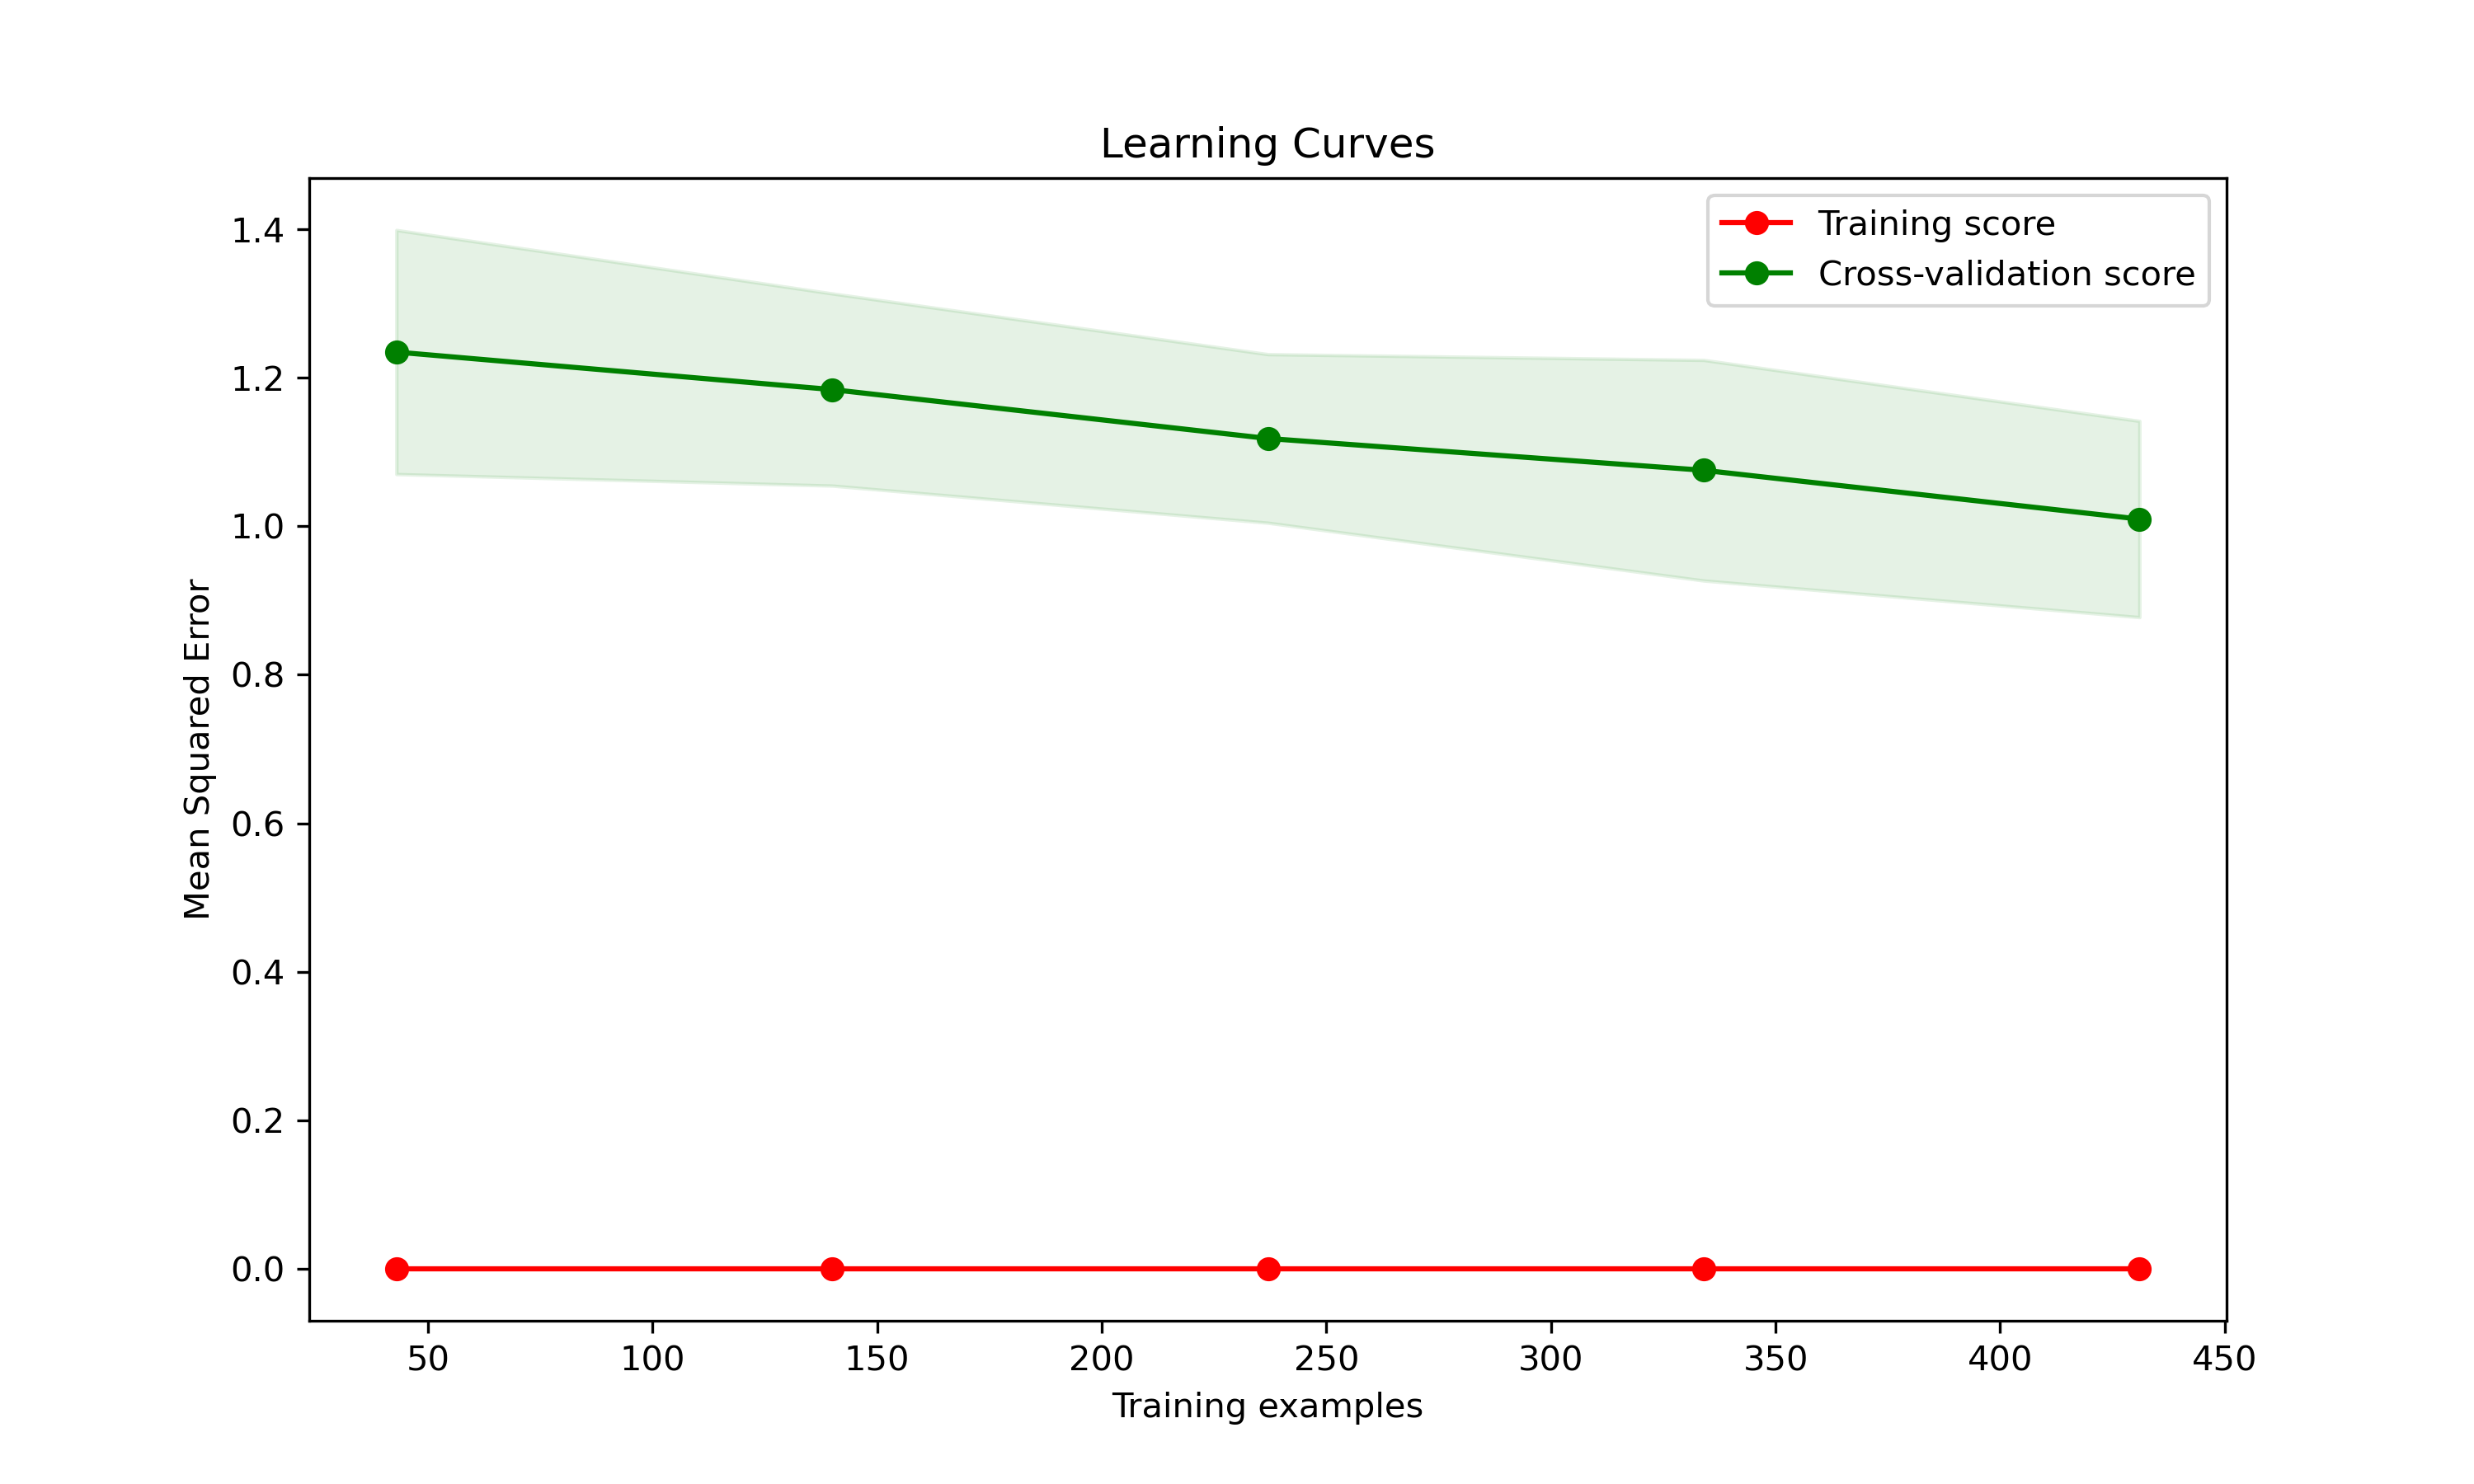 Learning Curves
Training score
Cross-validation score
1.4
1.2
1.0
0.8
0.6
0.4
0.2
0.0
Mean Squared Error
50 100 150 200 250 300 350 400 450
Training examples